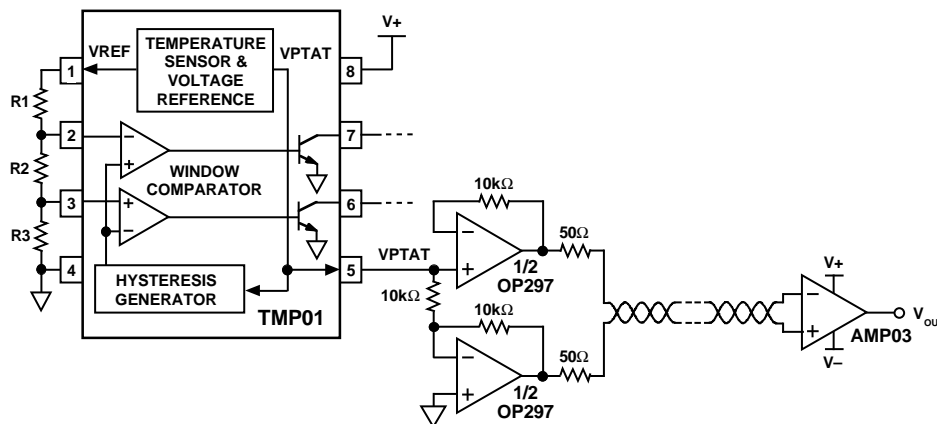 V+
TEMPERATURE
SENSOR &
VOLTAGE
REFERENCE
VREF
VPTAT
1
8
R1
2
7
R2
WINDOW
COMPARATOR
3
6
R3
4
5
HYSTERESIS
GENERATOR
TMP01
VPTAT
10kΩ
50Ω
1/2
OP297
10kΩ
10kΩ
50Ω
1/2
OP297
V+
V–
AMP03
VOU
−
+
+
−
−
+
−
+
−
+